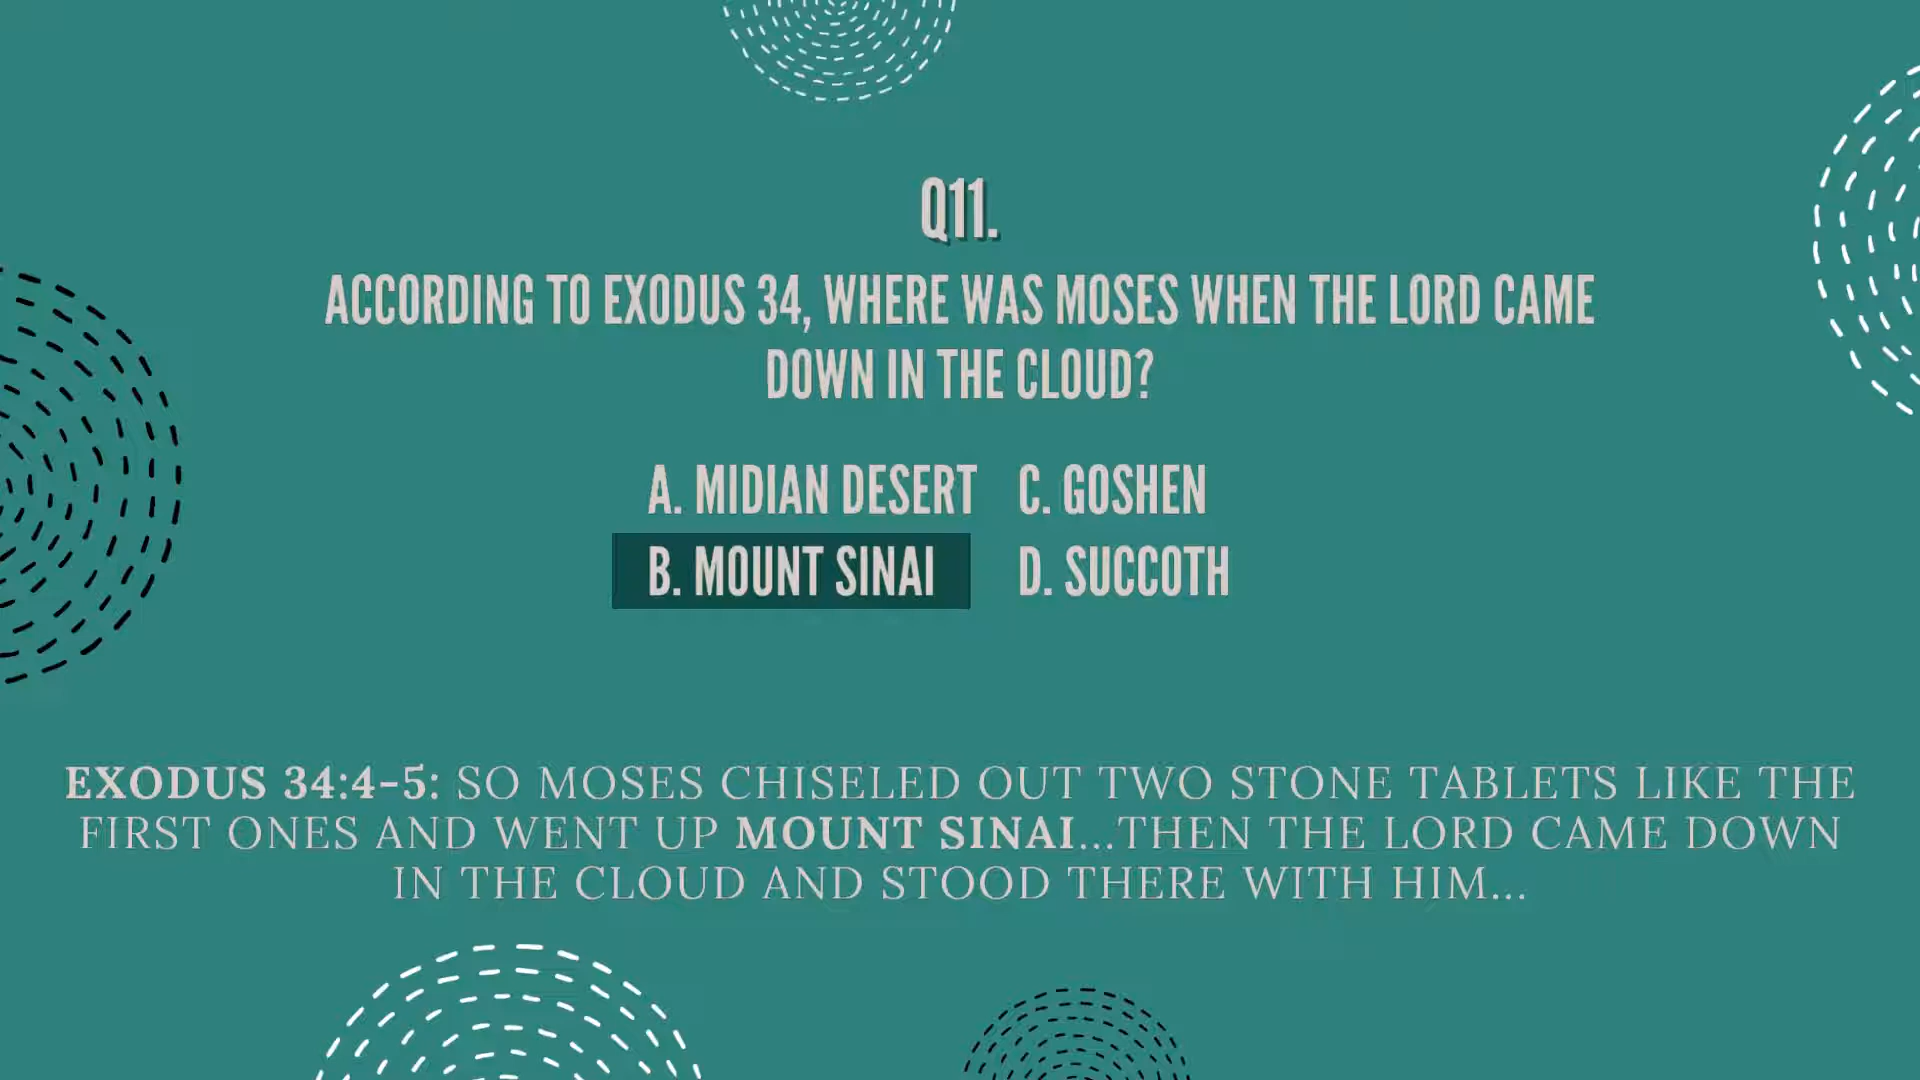 Q11.
ACCORDING TO EXODUS 34, WHERE WAS MOSES WHEN THE LORD CAME
DOWN IN THE CLOUD?
A. MIDIAN DESERT C. GOSHEN
B. MOUNT SINAI D. SUCCOTH
EXODUS 34:4-5: SO MOSES CHISELED OUT TWO STONE TABLETS LIKE THE
FIRST ONES AND WENT UP MOUNT SINAI...THEN THE LORD CAME DOWN
IN THE CLOUD AND STOOD THERE WITH HIM...